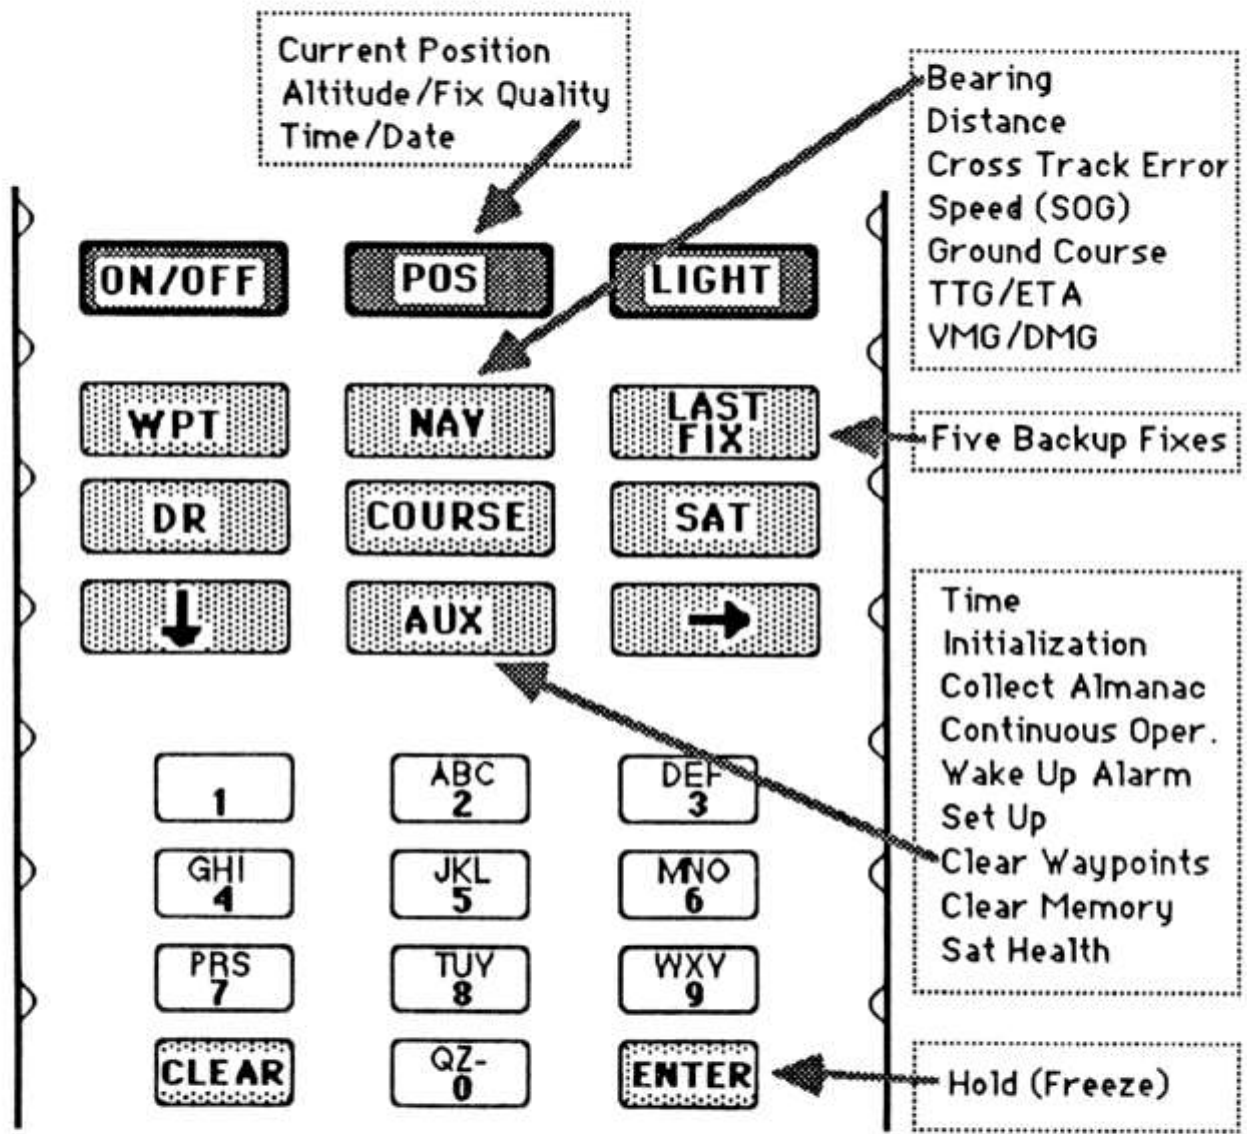 Current Position
Altitude/Fix Quality
Time/Date
Bearing
Distance
Cross Track Error
Speed (SOG)
Ground Course
TTG/ETA
VMG/DMG
ON/OFF
POS
LIGHT
WPT
NAV
LAST
FIX
Five Backup Fixes
DR
COURSE
SAT
↓
AUX
→
Time
Initialization
Collect Almanac
Continuous Oper.
Wake Up Alarm
Set Up
Clear Waypoints
Clear Memory
Sat Health
1
ABC
2
DEF
3
GHI
4
JKL
5
MNO
6
PRS
7
TUV
8
WXY
9
CLEAR
QZ-
0
ENTER
Hold (Freeze)